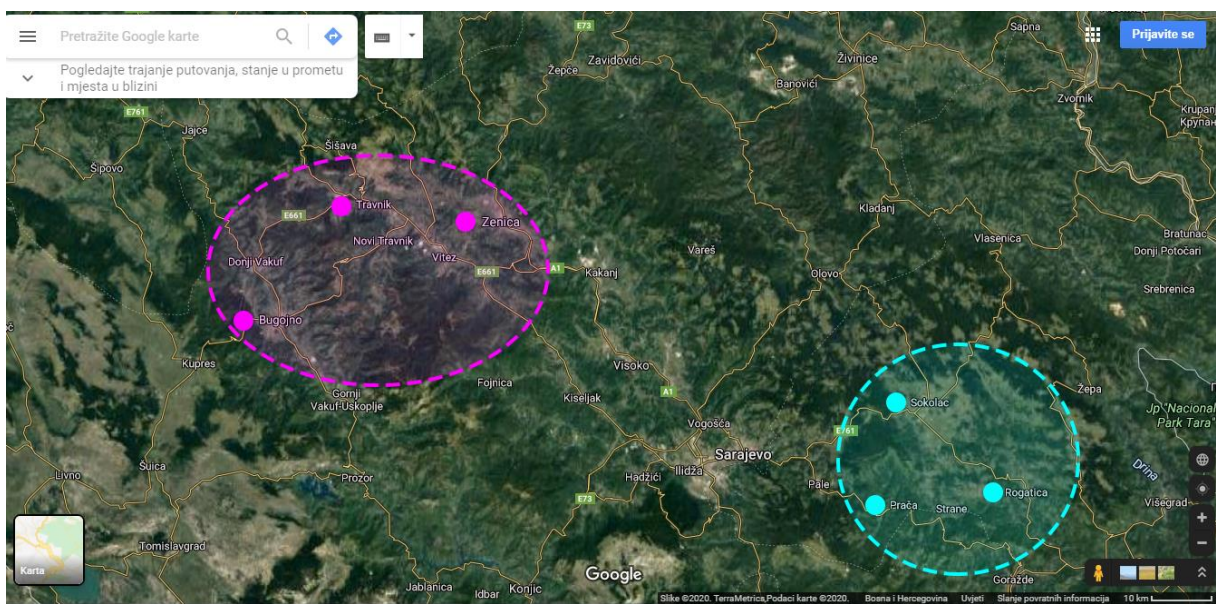 Pretražite Google karte
Pogledajte trajanje putovanja, stanje u prometu
i mjesta u blizini
Prijavite se
E73
Sapna
Zavidovići
Žepče
Živinice
Banovići
Zvornik
Krupanj
Крупањ
E761
Jajce
Šišava
Šipovo
Travnik
E661
Zenica
Kladanj
Novi Travnik
Vitez
Vareš
Vlasenica
Bratunac
Donji Potočari
Donji Vakuf
E661
A1
Kakanj
Olovo
Srebrenica
Bugojno
Kupres
Visoko
Fojnica
Žepa
Gornji
Vakuf-Uskoplje
Kiseljak
A1
Sokolac
Jp "Nacional
Park Tara"
Vogošća
E761
Sarajevo
Šuica
Livno
Ilidža
Hadžići
Prozor
Pale
Drina
E73
Prača
Strane
Rogatica
Višegrad
Tomislavgrad
Karta
Google
Goražde
Jablanica
Idbar
Konjic
Slike ©2020. TerraMetrics,Podaci karte ©2020.
Bosna i Hercegovina
Uvjeti
Slanje povratnih informacija
10 km